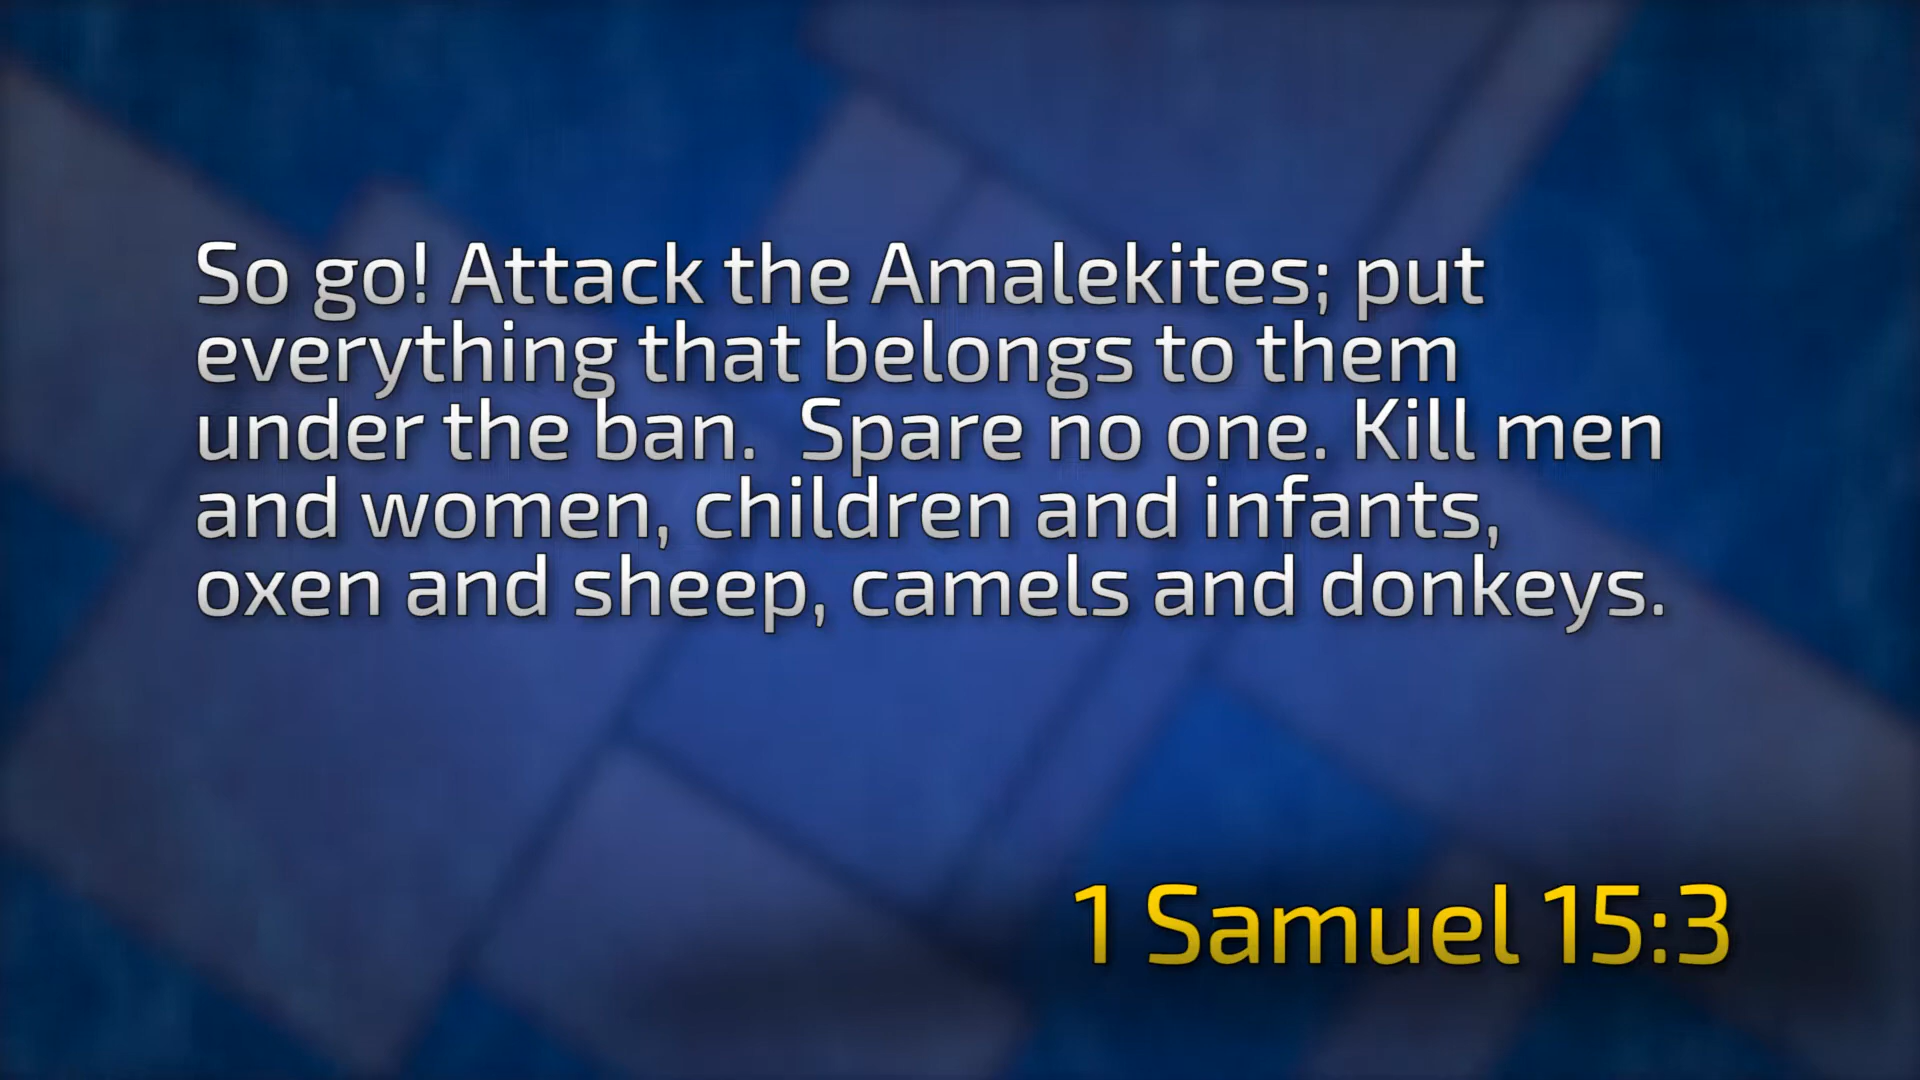 So go! Attack the Amalekites; put
everything that belongs to them
under the ban.  Spare no one. Kill men
and women, children and infants,
oxen and sheep, camels and donkeys.
1 Samuel 15:3